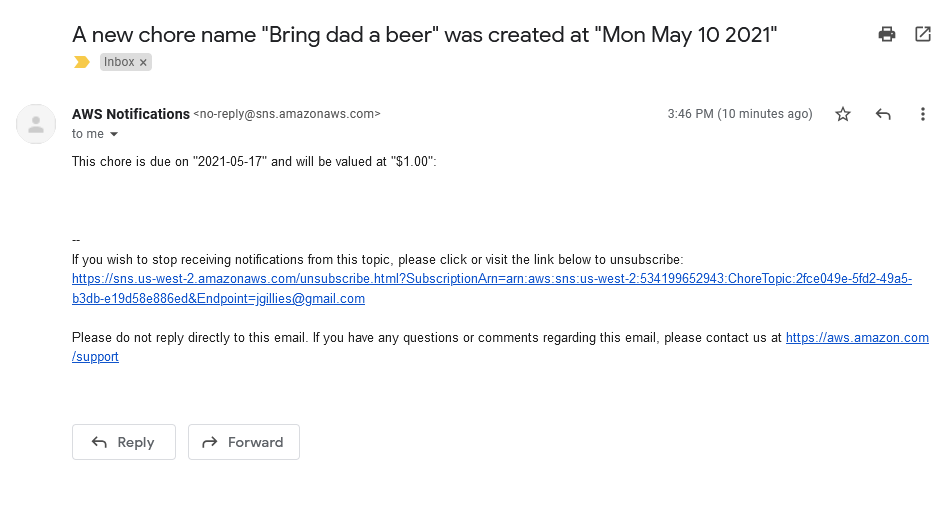 A new chore name "Bring dad a beer" was created at "Mon May 10 2021"
Inbox ×
AWS Notifications <no-reply@sns.amazonaws.com>
3:46 PM (10 minutes ago)
to me
This chore is due on "2021-05-17" and will be valued at "$1.00":
--
If you wish to stop receiving notifications from this topic, please click or visit the link below to unsubscribe:
https://sns.us-west-2.amazonaws.com/unsubscribe.html?SubscriptionArn=arn:aws:sns:us-west-2:534199652943:ChoreTopic:2fce049e-5fd2-49a5-
b3db-e19d58e886ed&Endpoint=jgillies@gmail.com
Please do not reply directly to this email. If you have any questions or comments regarding this email, please contact us at https://aws.amazon.com
/support
Reply
Forward